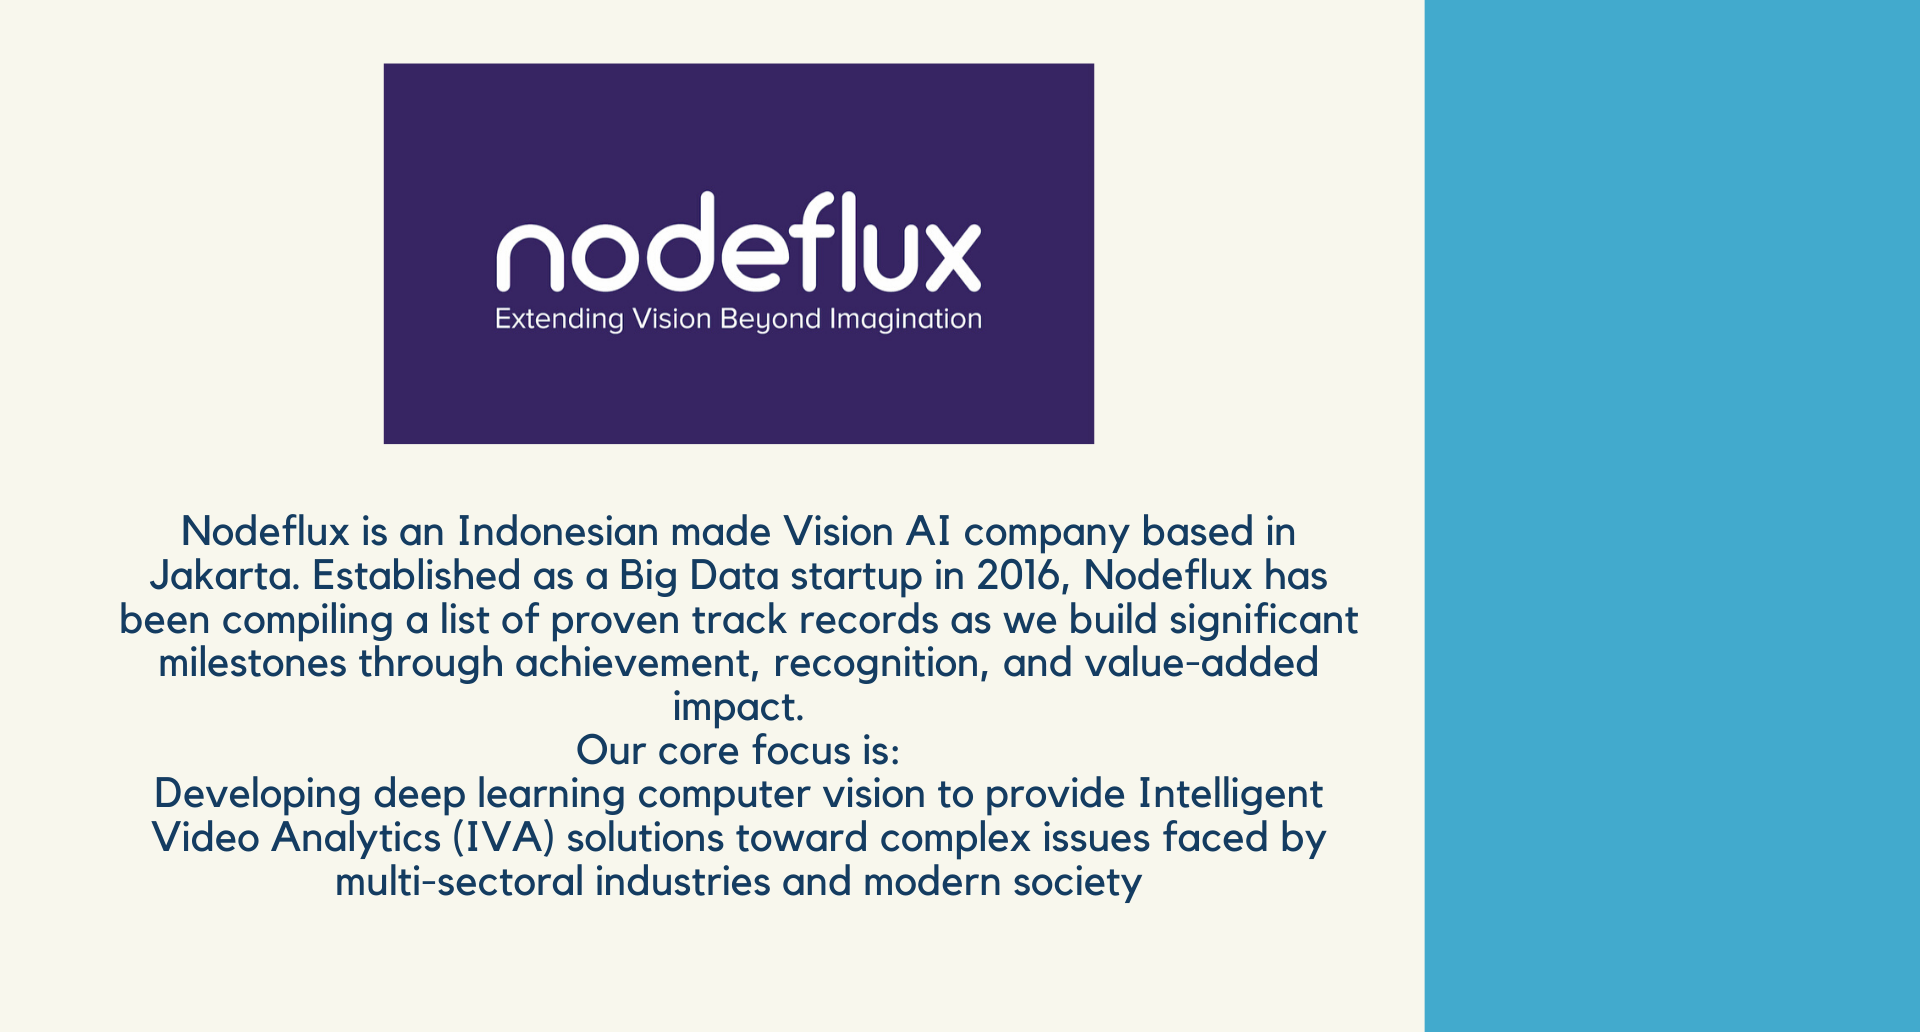 nodeflux
Extending Vision Beyond Imagination
Nodeflux is an Indonesian made Vision AI company based in
Jakarta. Established as a Big Data startup in 2016, Nodeflux has
been compiling a list of proven track records as we build significant
milestones through achievement, recognition, and value-added
impact.
Our core focus is:
Developing deep learning computer vision to provide Intelligent
Video Analytics (IVA) solutions toward complex issues faced by
multi-sectoral industries and modern society